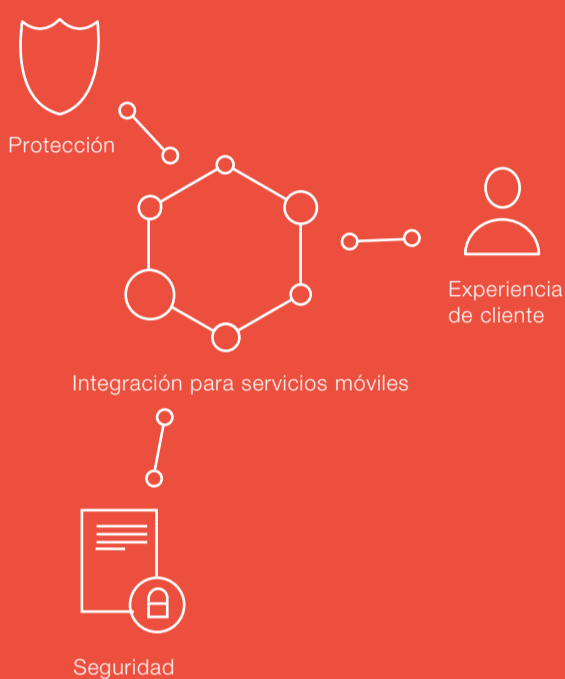 Protección
Experiencia
de cliente
Integración para servicios móviles
Seguridad